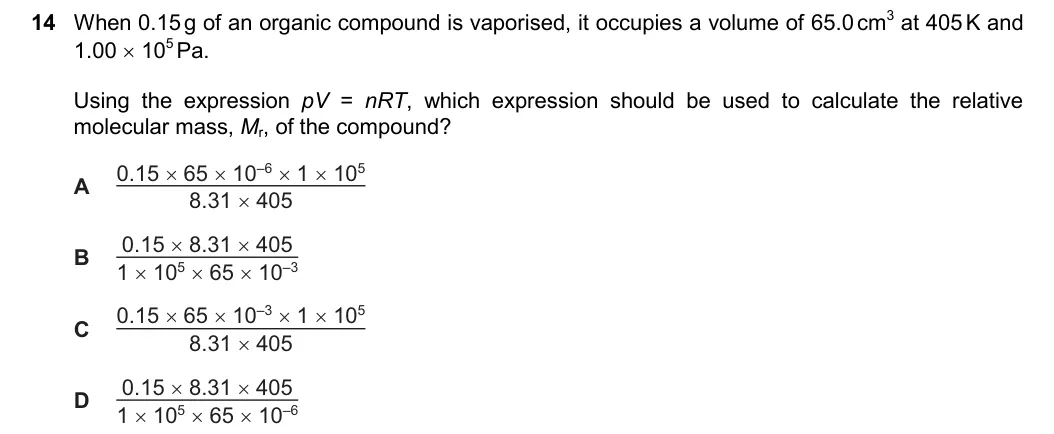 14 When 0.15 g of an organic compound is vaporised, it occupies a volume of 65.0 cm³ at 405 K and
1.00 × 10⁵ Pa.
Using the expression pV = nRT, which expression should be used to calculate the relative
molecular mass, Mᵣ, of the compound?
A
0.15 × 65 × 10⁻⁶ × 1 × 10⁵
8.31 × 405
B
0.15 × 8.31 × 405
1 × 10⁵ × 65 × 10⁻³
C
0.15 × 65 × 10⁻³ × 1 × 10⁵
8.31 × 405
D
0.15 × 8.31 × 405
1 × 10⁵ × 65 × 10⁻⁶